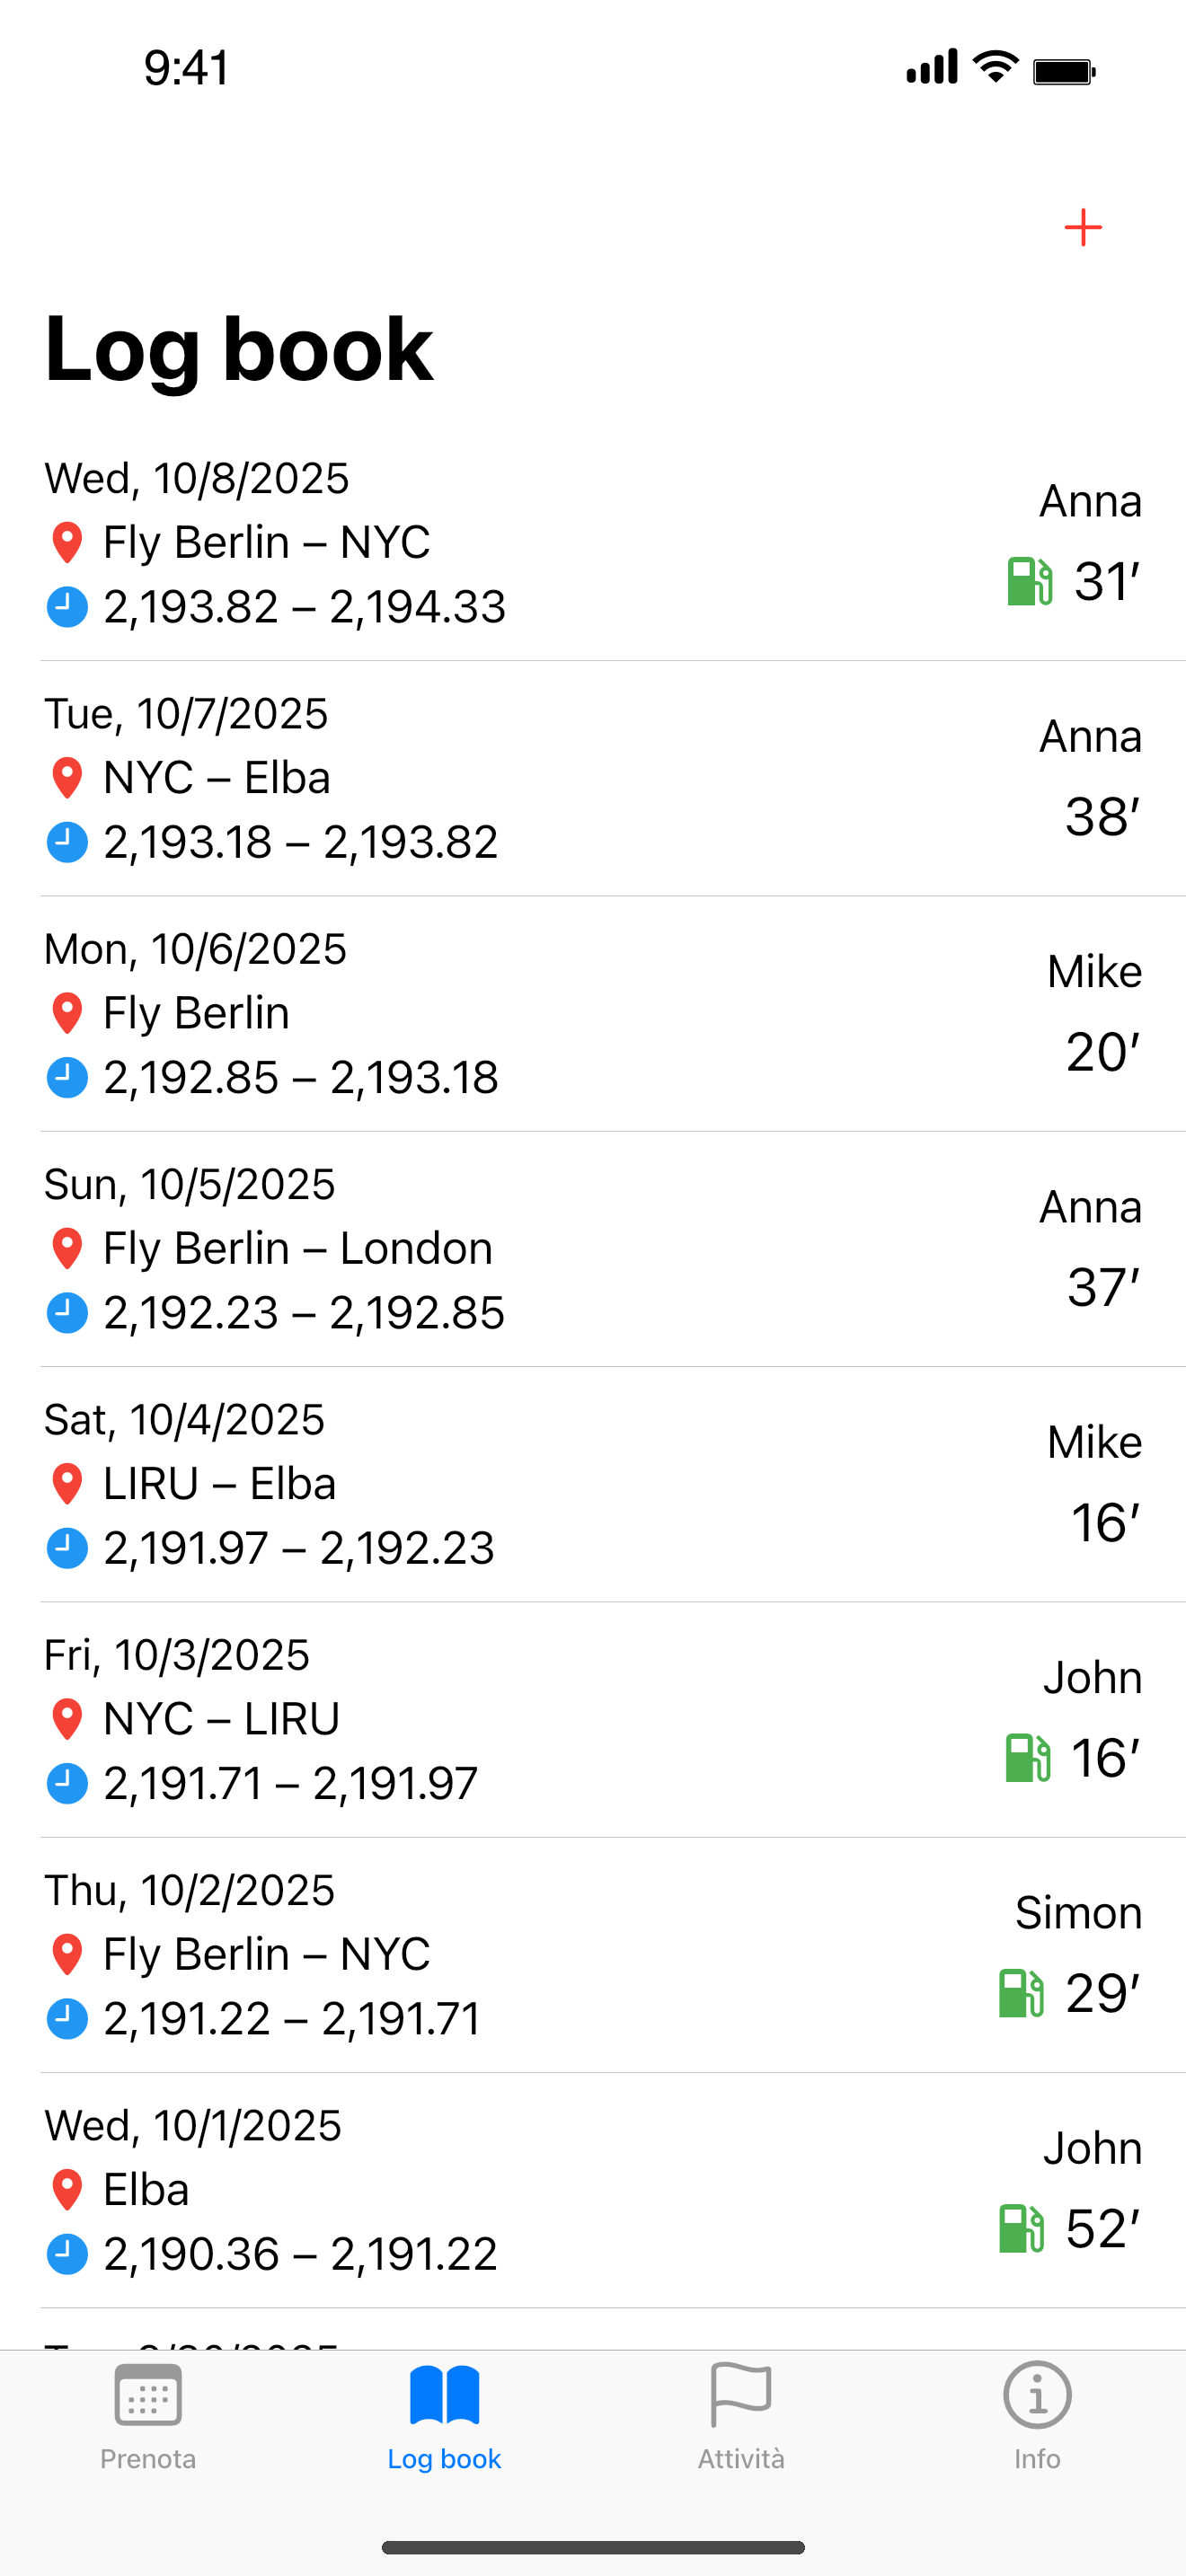 9:41
Log book
Wed, 10/8/2025
Anna
Fly Berlin – NYC
31′
2,193.82 – 2,194.33
Tue, 10/7/2025
Anna
NYC – Elba
38′
2,193.18 – 2,193.82
Mon, 10/6/2025
Mike
Fly Berlin
20′
2,192.85 – 2,193.18
Sun, 10/5/2025
Anna
Fly Berlin – London
37′
2,192.23 – 2,192.85
Sat, 10/4/2025
Mike
LIRU – Elba
16′
2,191.97 – 2,192.23
Fri, 10/3/2025
John
NYC – LIRU
16′
2,191.71 – 2,191.97
Thu, 10/2/2025
Simon
Fly Berlin – NYC
29′
2,191.22 – 2,191.71
Wed, 10/1/2025
John
Elba
52′
2,190.36 – 2,191.22
Prenota
Log book
Attività
Info